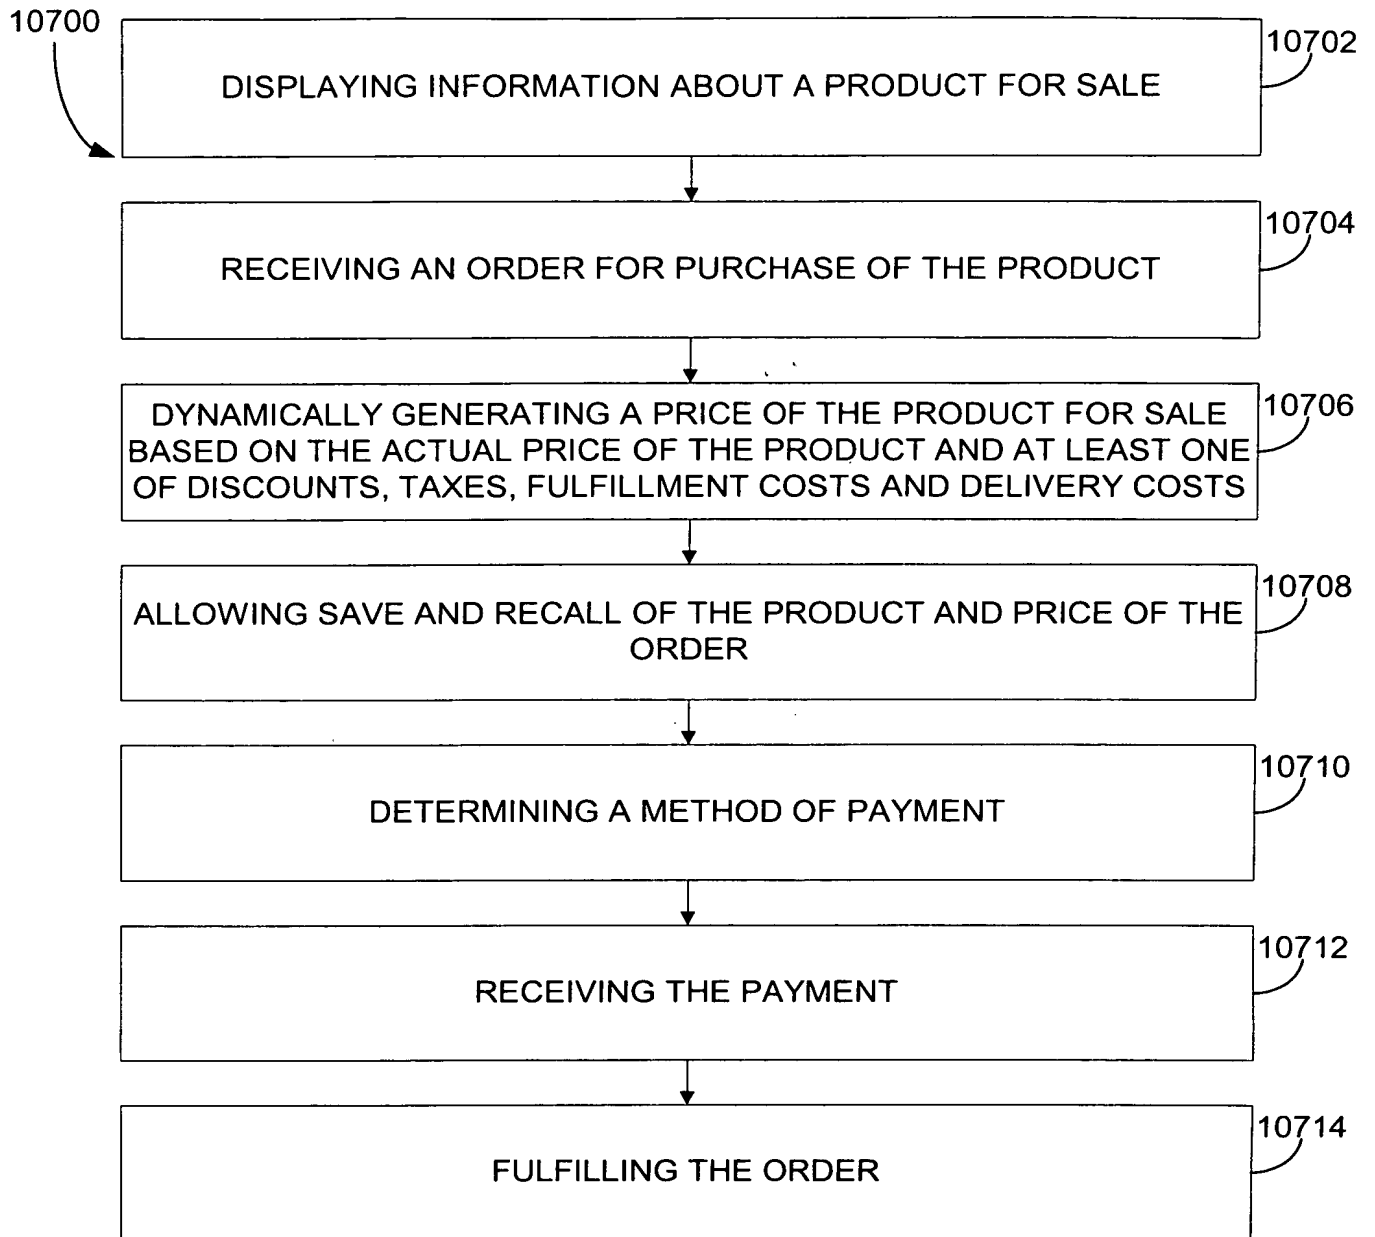 10700
10702
DISPLAYING INFORMATION ABOUT A PRODUCT FOR SALE
10704
RECEIVING AN ORDER FOR PURCHASE OF THE PRODUCT
10706
DYNAMICALLY GENERATING A PRICE OF THE PRODUCT FOR SALE
BASED ON THE ACTUAL PRICE OF THE PRODUCT AND AT LEAST ONE
OF DISCOUNTS, TAXES, FULFILLMENT COSTS AND DELIVERY COSTS
10708
ALLOWING SAVE AND RECALL OF THE PRODUCT AND PRICE OF THE
ORDER
10710
DETERMINING A METHOD OF PAYMENT
10712
RECEIVING THE PAYMENT
10714
FULFILLING THE ORDER